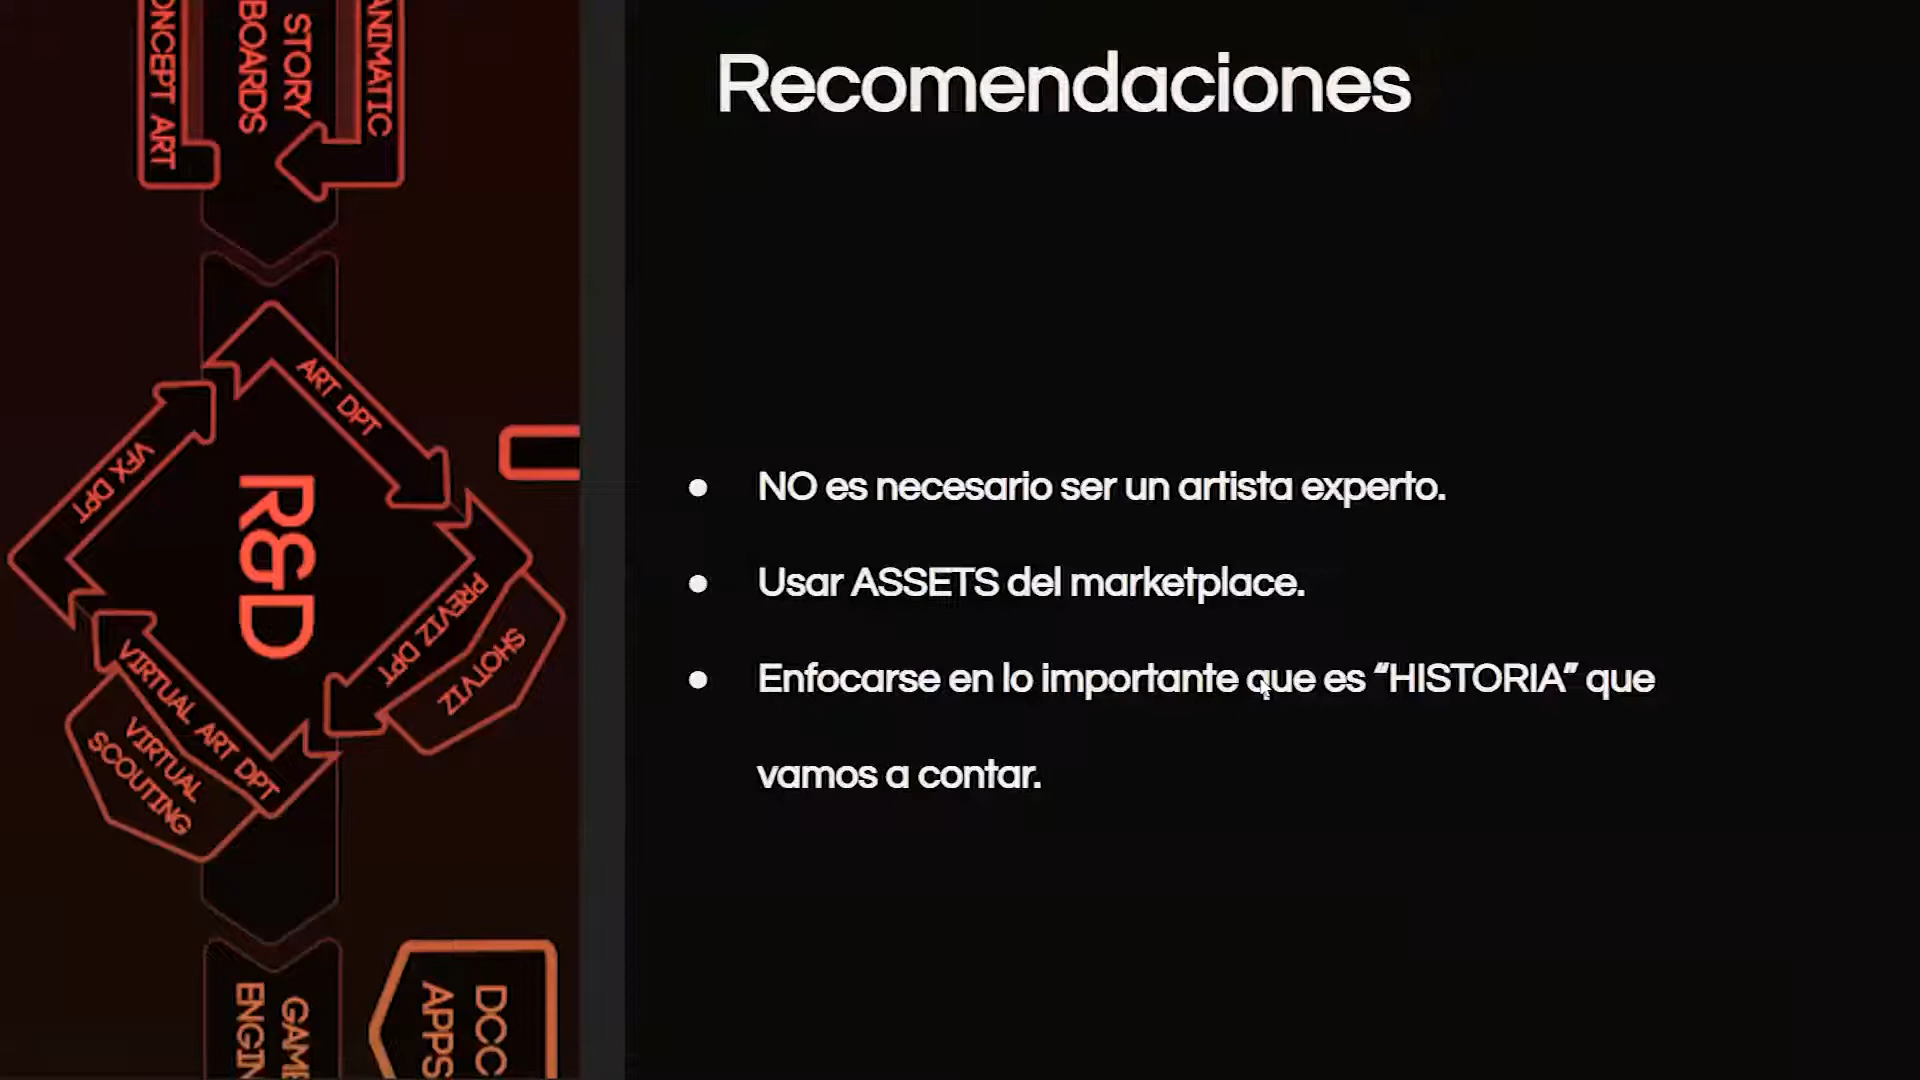 ONCEPT ART
STORY
BOARDS
ANIMATIC
ART DPT
VFX DPT
R&D
PREVIZ DPT
SHOTVIZ
VIRTUAL ART DPT
VIRTUAL
SCOUTING
GAME
ENGIN
DCC
APPS
Recomendaciones
● NO es necesario ser un artista experto.
● Usar ASSETS del marketplace.
● Enfocarse en lo importante que es “HISTORIA” que
vamos a contar.